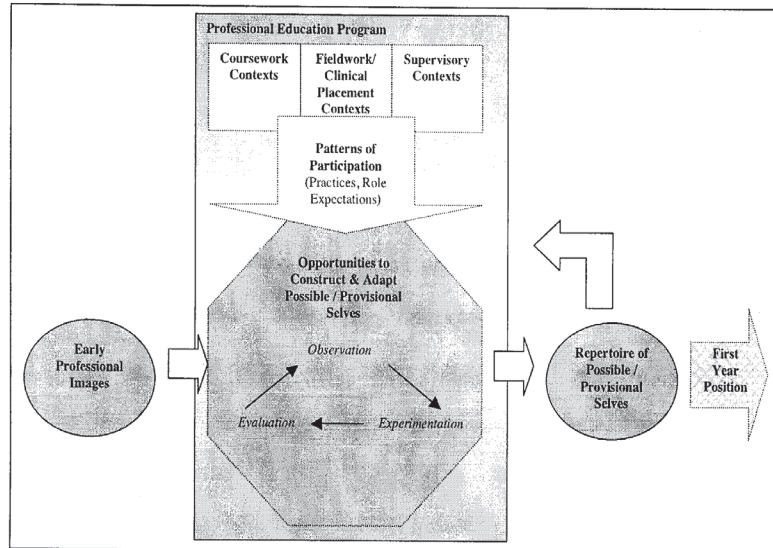 Professional Education Program
Coursework
Contexts
Fieldwork/
Clinical
Placement
Contexts
Supervisory
Contexts
Patterns of
Participation
(Practices, Role
Expectations)
Opportunities to
Construct & Adapt
Possible / Provisional
Selves
Observation
Evaluation
Experimentation
Early
Professional
Images
Repertoire of
Possible /
Provisional
Selves
First
Year
Position